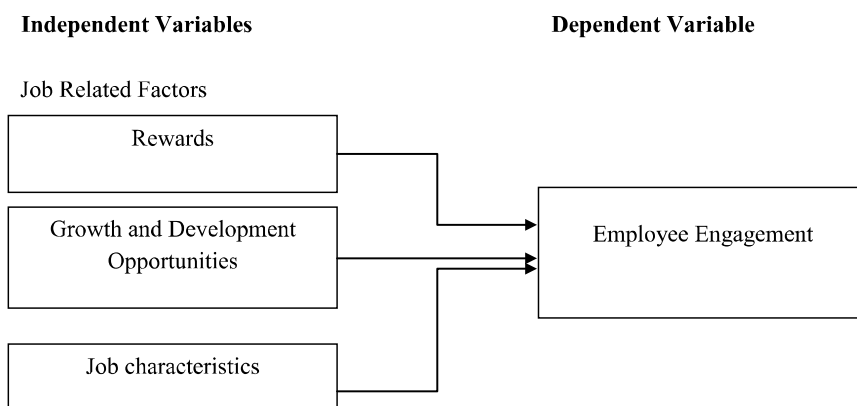 Independent Variables
Dependent Variable
Job Related Factors
Rewards
Growth and Development
Opportunities
Employee Engagement
Job characteristics